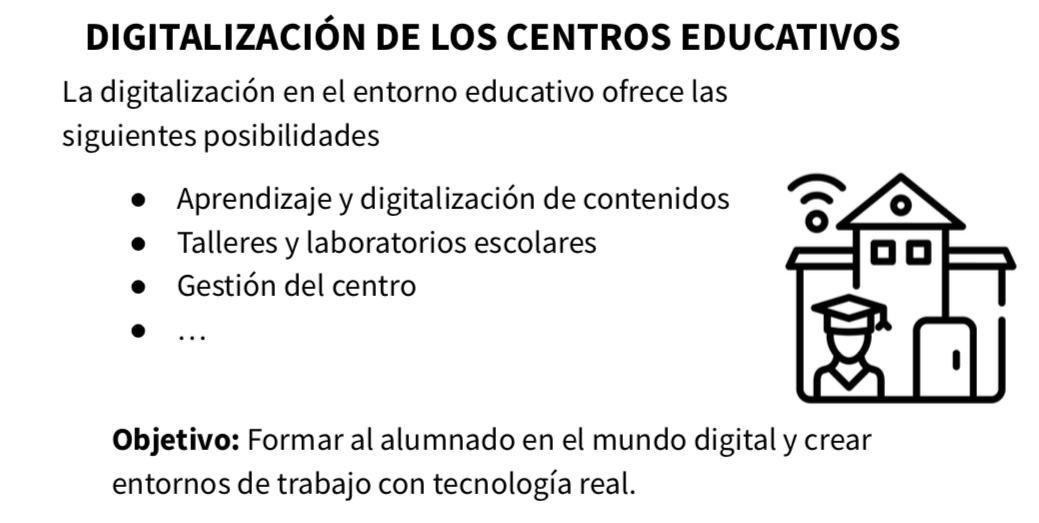 DIGITALIZACIÓN DE LOS CENTROS EDUCATIVOS
La digitalización en el entorno educativo ofrece las
siguientes posibilidades
● Aprendizaje y digitalización de contenidos
● Talleres y laboratorios escolares
● Gestión del centro
● …
Objetivo: Formar al alumnado en el mundo digital y crear
entornos de trabajo con tecnología real.